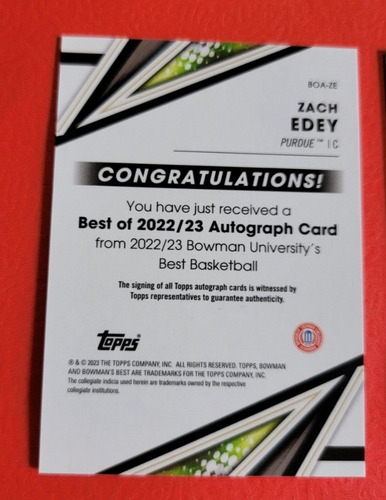 BOA-ZE
ZACH
EDEY
PURDUE™ | C
CONGRATULATIONS!
You have just received a
Best of 2022/23 Autograph Card
from 2022/23 Bowman University's
Best Basketball
The signing of all Topps autograph cards is witnessed by
Topps representatives to guarantee authenticity.
Topps
® & © 2023 THE TOPPS COMPANY, INC. ALL RIGHTS RESERVED. TOPPS, BOWMAN
AND BOWMAN'S BEST ARE TRADEMARKS FOR THE TOPPS COMPANY, INC.
The collegiate indicia used herein are trademarks owned by the respective
collegiate institutions.